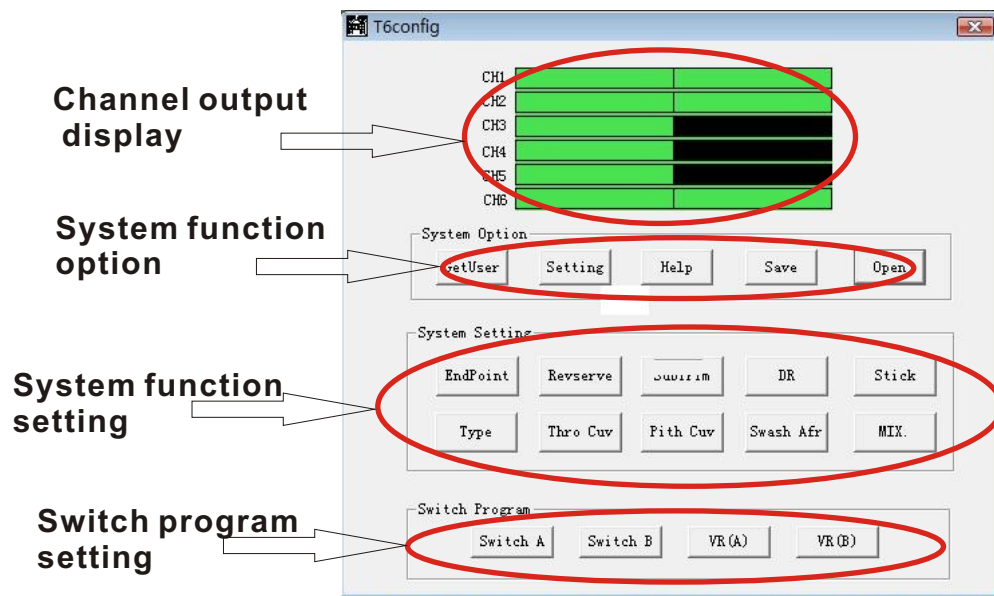 T6config
CH1
CH2
CH3
CH4
CH5
CH6
Channel output
display
System function
option
System Option
GetUser Setting Help Save Open
System function
setting
System Setting
EndPoint Revserve SubTrim DR Stick
Type Thro Cuv Pith Cuv Swash Afr MIX.
Switch program
setting
Switch Program
Switch A Switch B VR(A) VR(B)